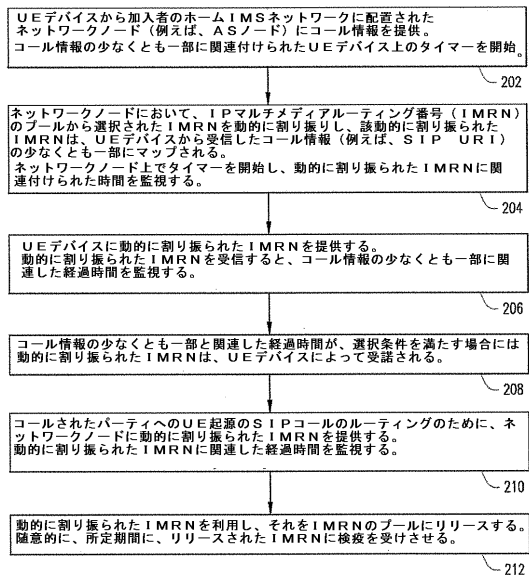 UEデバイスから加入者のホームIMSネットワークに配置された
ネットワークノード(例えば、ASノード)にコール情報を提供。
コール情報の少なくとも一部に関連付けられたUEデバイス上のタイマーを開始。
202
ネットワークノードにおいて、IPマルチメディアルーティング番号(IMRN)
のプールから選択されたIMRNを動的に割り振りし、該動的に割り振られた
IMRNは、UEデバイスから受信したコール情報(例えば、SIP URI)
の少なくとも一部にマップされる。
ネットワークノード上でタイマーを開始し、動的に割り振られたIMRNに関
連付けられた時間を監視する。
204
UEデバイスに動的に割り振られたIMRNを提供する。
動的に割り振られたIMRNを受信すると、コール情報の少なくとも一部に関
連した経過時間を監視する。
206
コール情報の少なくとも一部と関連した経過時間が、選択条件を満たす場合には
動的に割り振られたIMRNは、UEデバイスによって受諾される。
208
コールされたパーティへのUE起源のSIPコールのルーティングのために、ネ
ットワークノードに動的に割り振られたIMRNを提供する。
動的に割り振られたIMRNに関連した経過時間を監視する。
210
動的に割り振られたIMRNを利用し、それをIMRNのプールにリリースする。
随意的に、所定期間に、リリースされたIMRNに検疫を受けさせる。
212